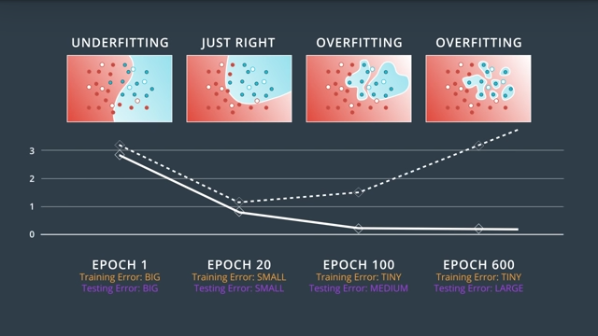 UNDERFITTING
JUST RIGHT
OVERFITTING
OVERFITTING
3
2
1
0
EPOCH 1
Training Error: BIG
Testing Error: BIG
EPOCH 20
Training Error: SMALL
Testing Error: SMALL
EPOCH 100
Training Error: TINY
Testing Error: MEDIUM
EPOCH 600
Training Error: TINY
Testing Error: LARGE